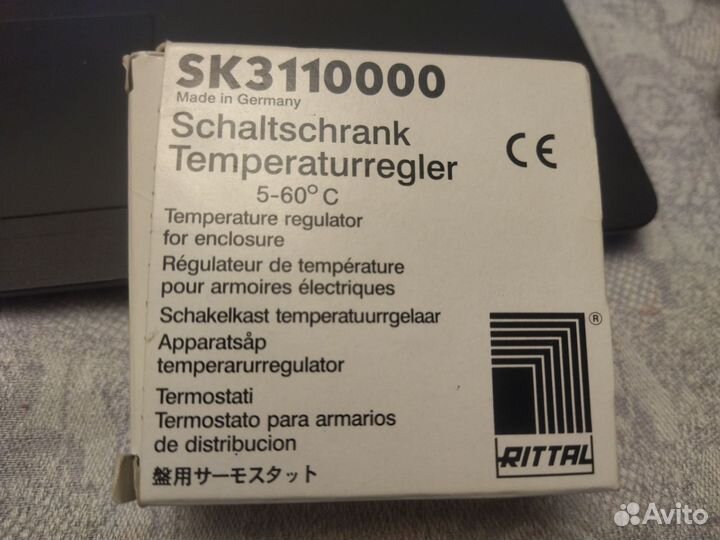 SK3110000
Made in Germany
Schaltschrank
Temperaturregler
5-60° C
CE
Temperature regulator
for enclosure
Régulateur de température
pour armoires électriques
Schakelkast temperatuurrgelaar
Apparatsåp
temperarurregulator
Termostati
Termostato para armarios
de distribucion
盤用サーモスタット
®
RITTAL
Avito